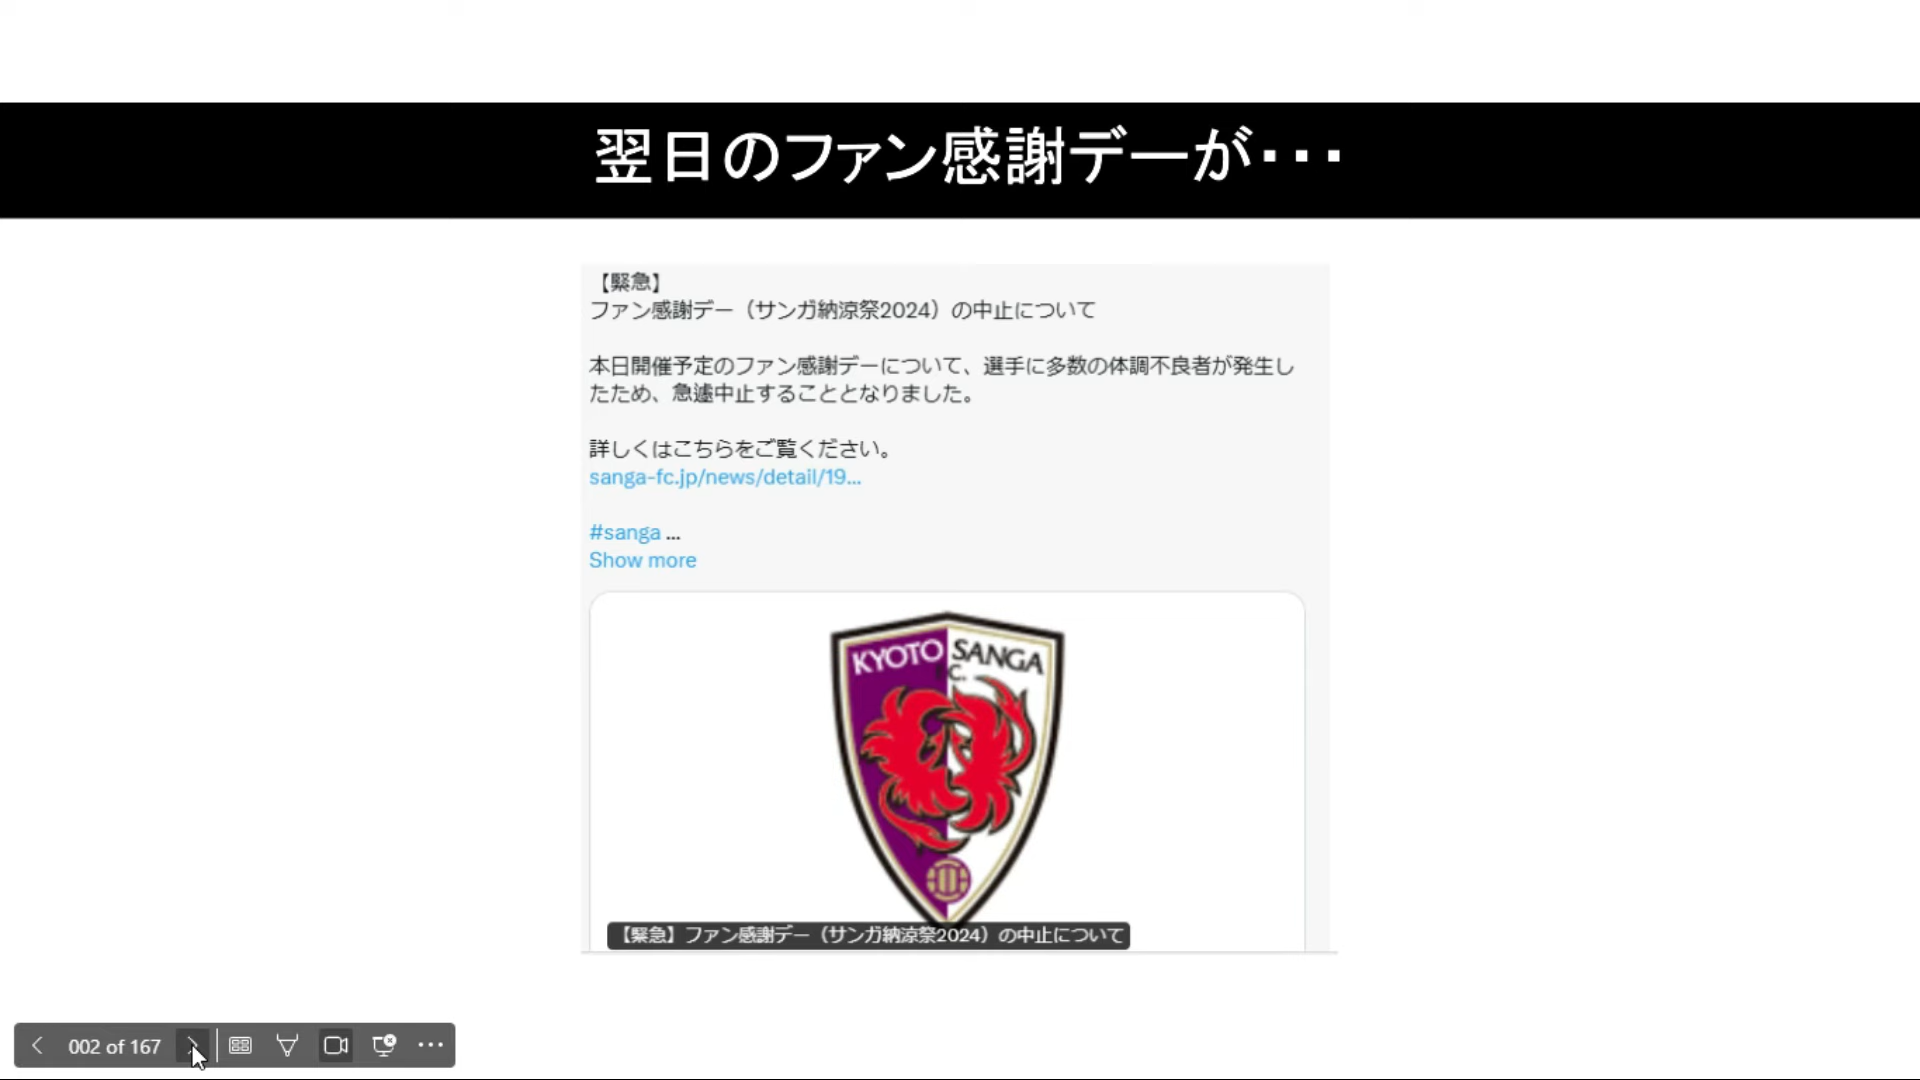 翌日のファン感謝デーが・・・
【緊急】
ファン感謝デー（サンガ納涼祭2024）の中止について
本日開催予定のファン感謝デーについて、選手に多数の体調不良者が発生し
たため、急遽中止することとなりました。
詳しくはこちらをご覧ください。
sanga-fc.jp/news/detail/19...
#sanga ...
Show more
KYOTO SANGA
F.C.
【緊急】ファン感謝デー（サンガ納涼祭2024）の中止について
002 of 167